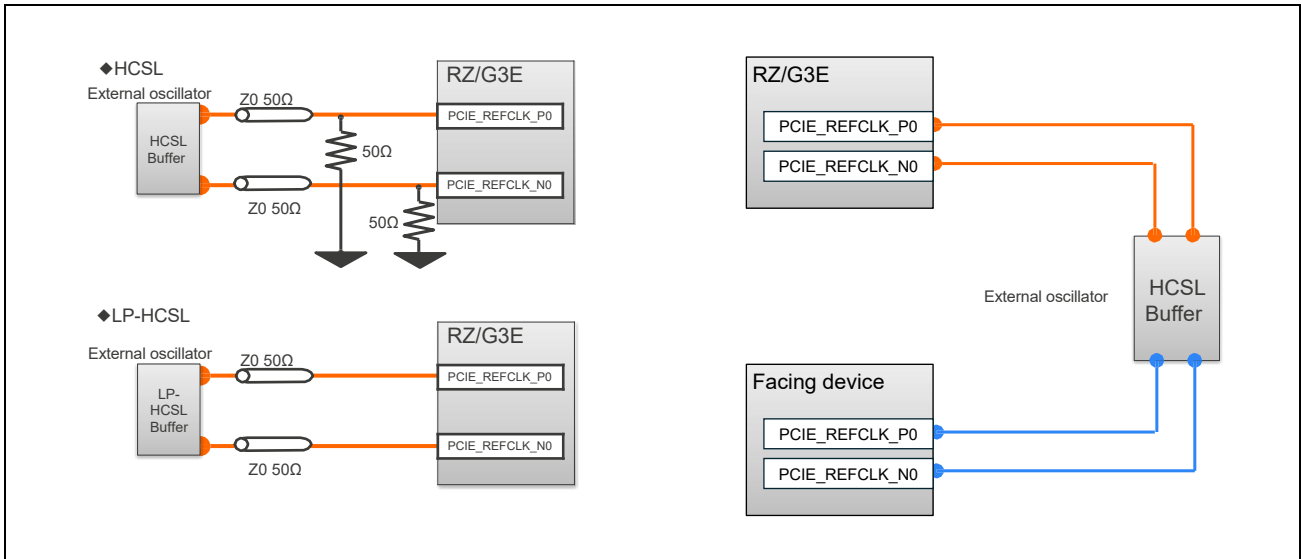 ◆HCSL
External oscillator
HCSL
Buffer
Z0 50Ω
Z0 50Ω
50Ω
50Ω
RZ/G3E
PCIE_REFCLK_P0
PCIE_REFCLK_N0
◆LP-HCSL
External oscillator
LP-
HCSL
Buffer
Z0 50Ω
Z0 50Ω
RZ/G3E
PCIE_REFCLK_P0
PCIE_REFCLK_N0
RZ/G3E
PCIE_REFCLK_P0
PCIE_REFCLK_N0
External oscillator
HCSL
Buffer
Facing device
PCIE_REFCLK_P0
PCIE_REFCLK_N0